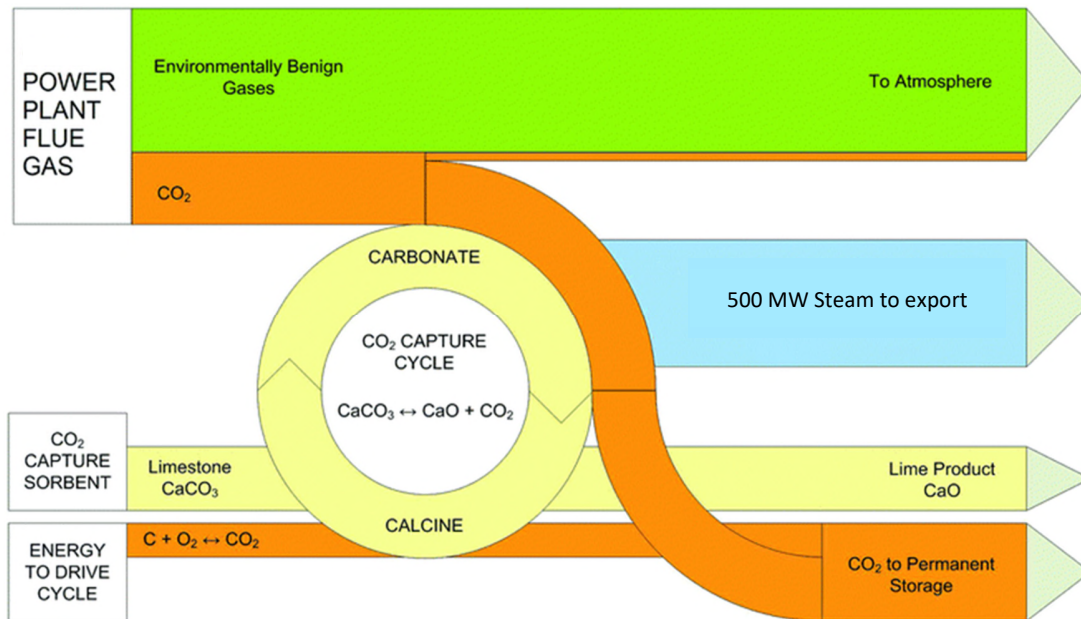 POWER
PLANT
FLUE
GAS
Environmentally Benign
Gases
To Atmosphere
CO₂
CARBONATE
500 MW Steam to export
CO₂ CAPTURE
CYCLE
CaCO₃ ↔ CaO + CO₂
CO₂
CAPTURE
SORBENT
Limestone
CaCO₃
Lime Product
CaO
CALCINE
ENERGY
TO DRIVE
CYCLE
C + O₂ ↔ CO₂
CO₂ to Permanent
Storage